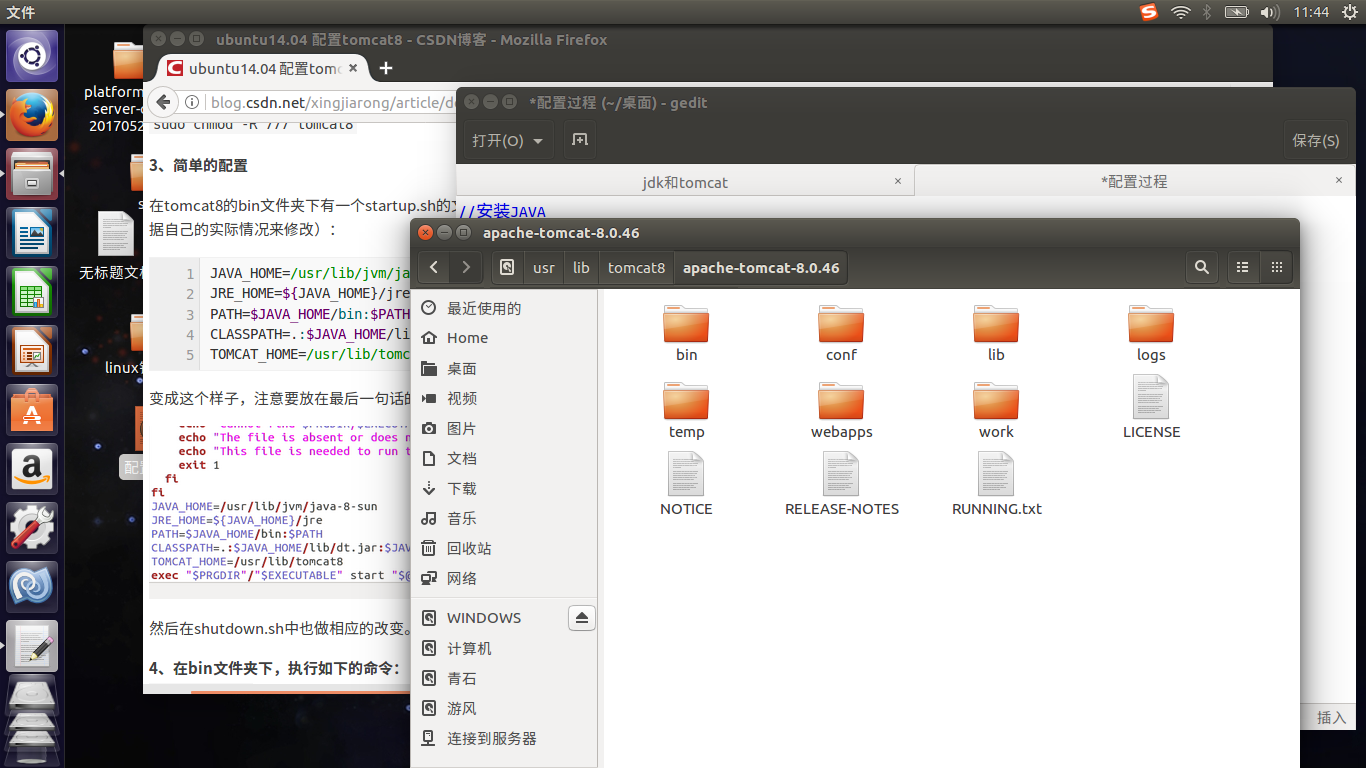 文件
11:44
ubuntu14.04 配置tomcat8 - CSDN博客 - Mozilla Firefox
ubuntu14.04 配置tomc
blog.csdn.net/xingjiarong/article/de
sudo chmod -R 777 tomcat8
3、简单的配置
在tomcat8的bin文件夹下有一个startup.sh的文
据自己的实际情况来修改）：
1 JAVA_HOME=/usr/lib/jvm/ja
2 JRE_HOME=${JAVA_HOME}/jre
3 PATH=$JAVA_HOME/bin:$PATH
4 CLASSPATH=.:$JAVA_HOME/li
5 TOMCAT_HOME=/usr/lib/tomc
变成这个样子，注意要放在最后一句话的
echo "Cannot find $PRGDIR/$EXECUT
echo "The file is absent or does n
echo "This file is needed to run t
exit 1
fi
fi
JAVA_HOME=/usr/lib/jvm/java-8-sun
JRE_HOME=${JAVA_HOME}/jre
PATH=$JAVA_HOME/bin:$PATH
CLASSPATH=.:$JAVA_HOME/lib/dt.jar:$JAV
TOMCAT_HOME=/usr/lib/tomcat8
exec "$PRGDIR"/"$EXECUTABLE" start "$@
然后在shutdown.sh中也做相应的改变。
4、在bin文件夹下，执行如下的命令：
platform
server-
2017052
无标题文档
linux
配置
*配置过程 (~/桌面) - gedit
打开(O)
保存(S)
jdk和tomcat
*配置过程
//安装JAVA
插入
apache-tomcat-8.0.46
usr
lib
tomcat8
apache-tomcat-8.0.46
最近使用的
Home
桌面
视频
图片
文档
下载
音乐
回收站
网络
WINDOWS
计算机
青石
游风
连接到服务器
bin
conf
lib
logs
temp
webapps
work
LICENSE
NOTICE
RELEASE-NOTES
RUNNING.txt